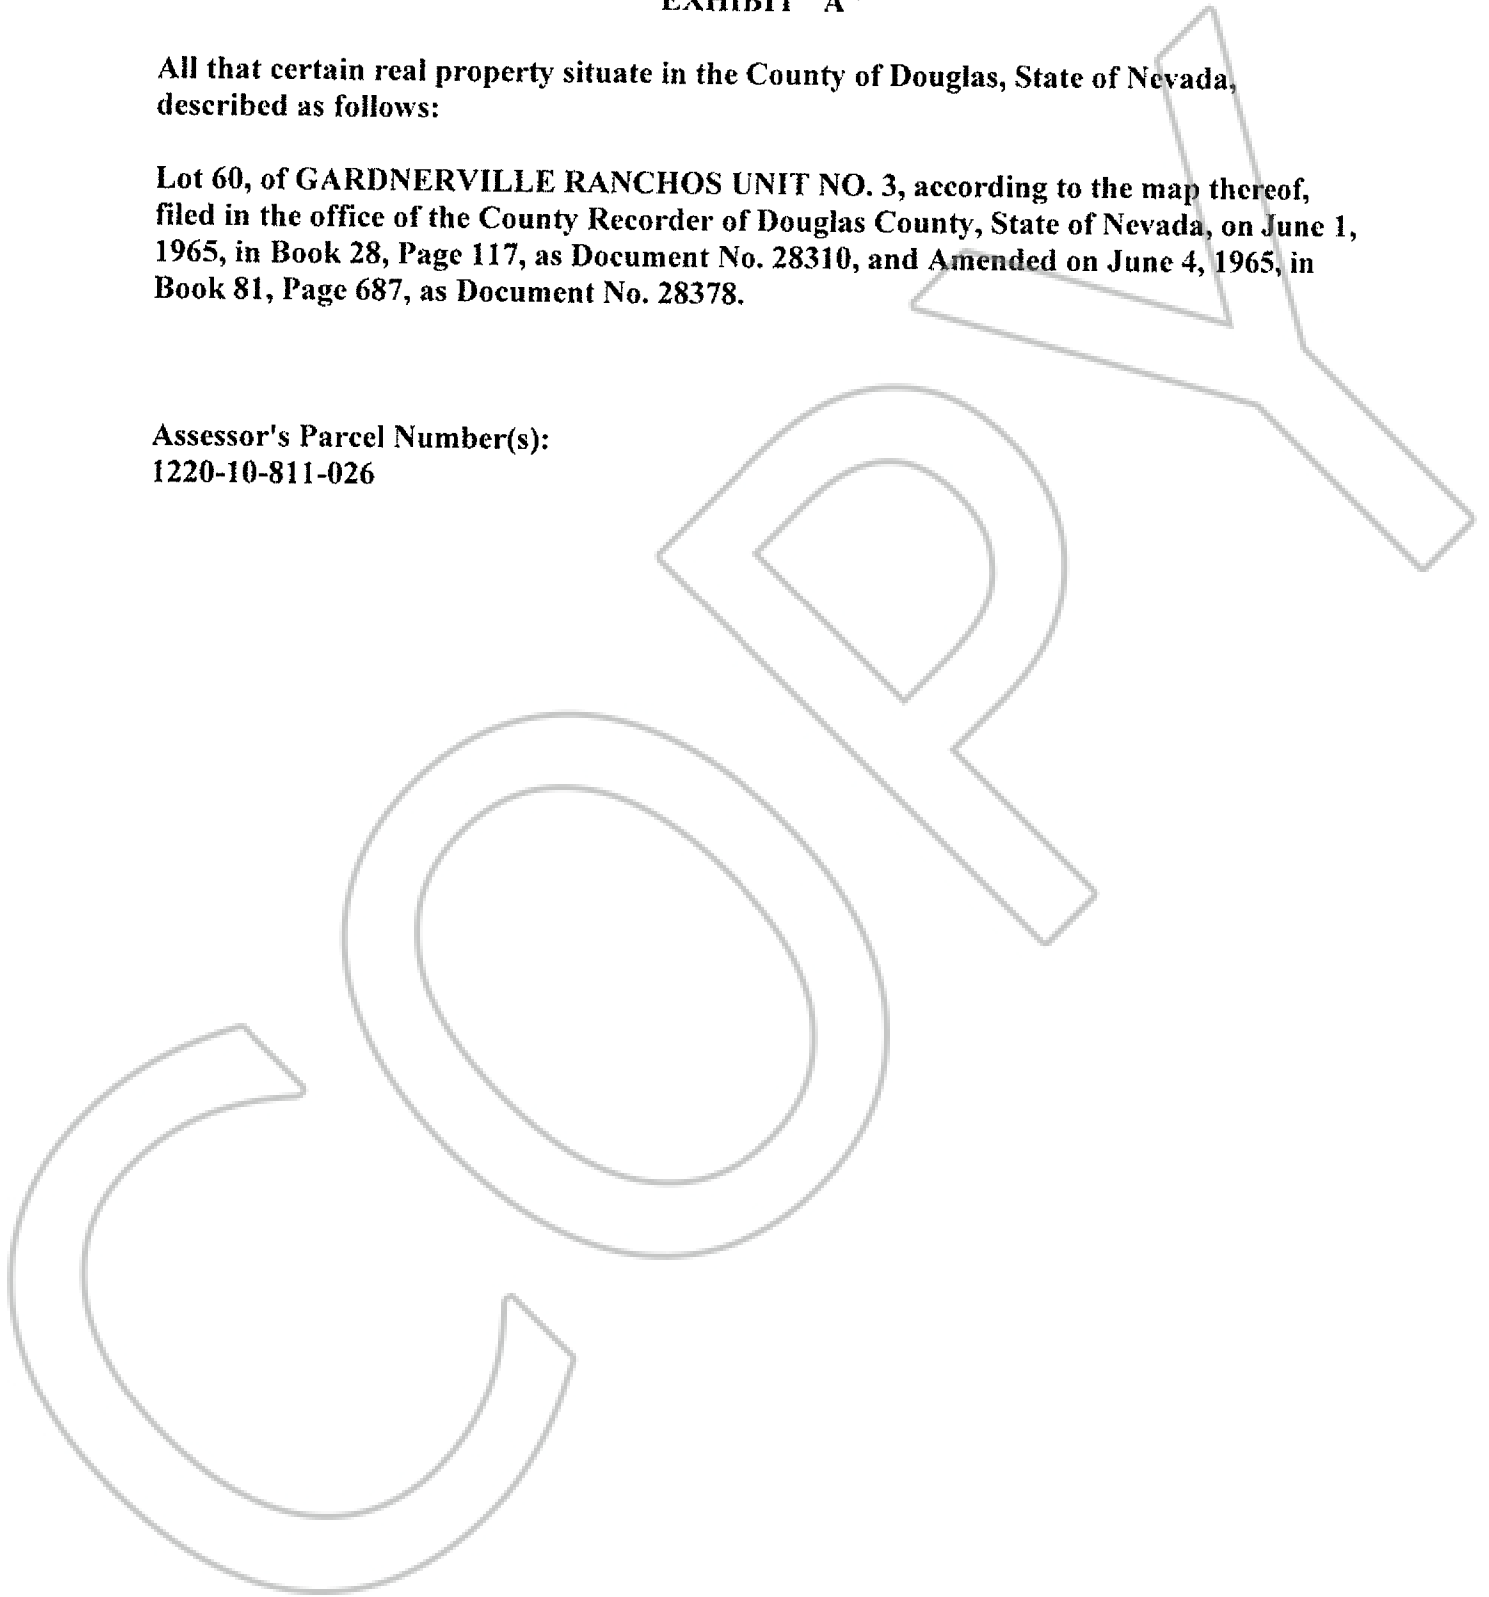 EXHIBIT "A"
All that certain real property situate in the County of Douglas, State of Nevada,
described as follows:
Lot 60, of GARDNERVILLE RANCHOS UNIT NO. 3, according to the map thereof,
filed in the office of the County Recorder of Douglas County, State of Nevada, on June 1,
1965, in Book 28, Page 117, as Document No. 28310, and Amended on June 4, 1965, in
Book 81, Page 687, as Document No. 28378.
Assessor's Parcel Number(s):
1220-10-811-026
COPY